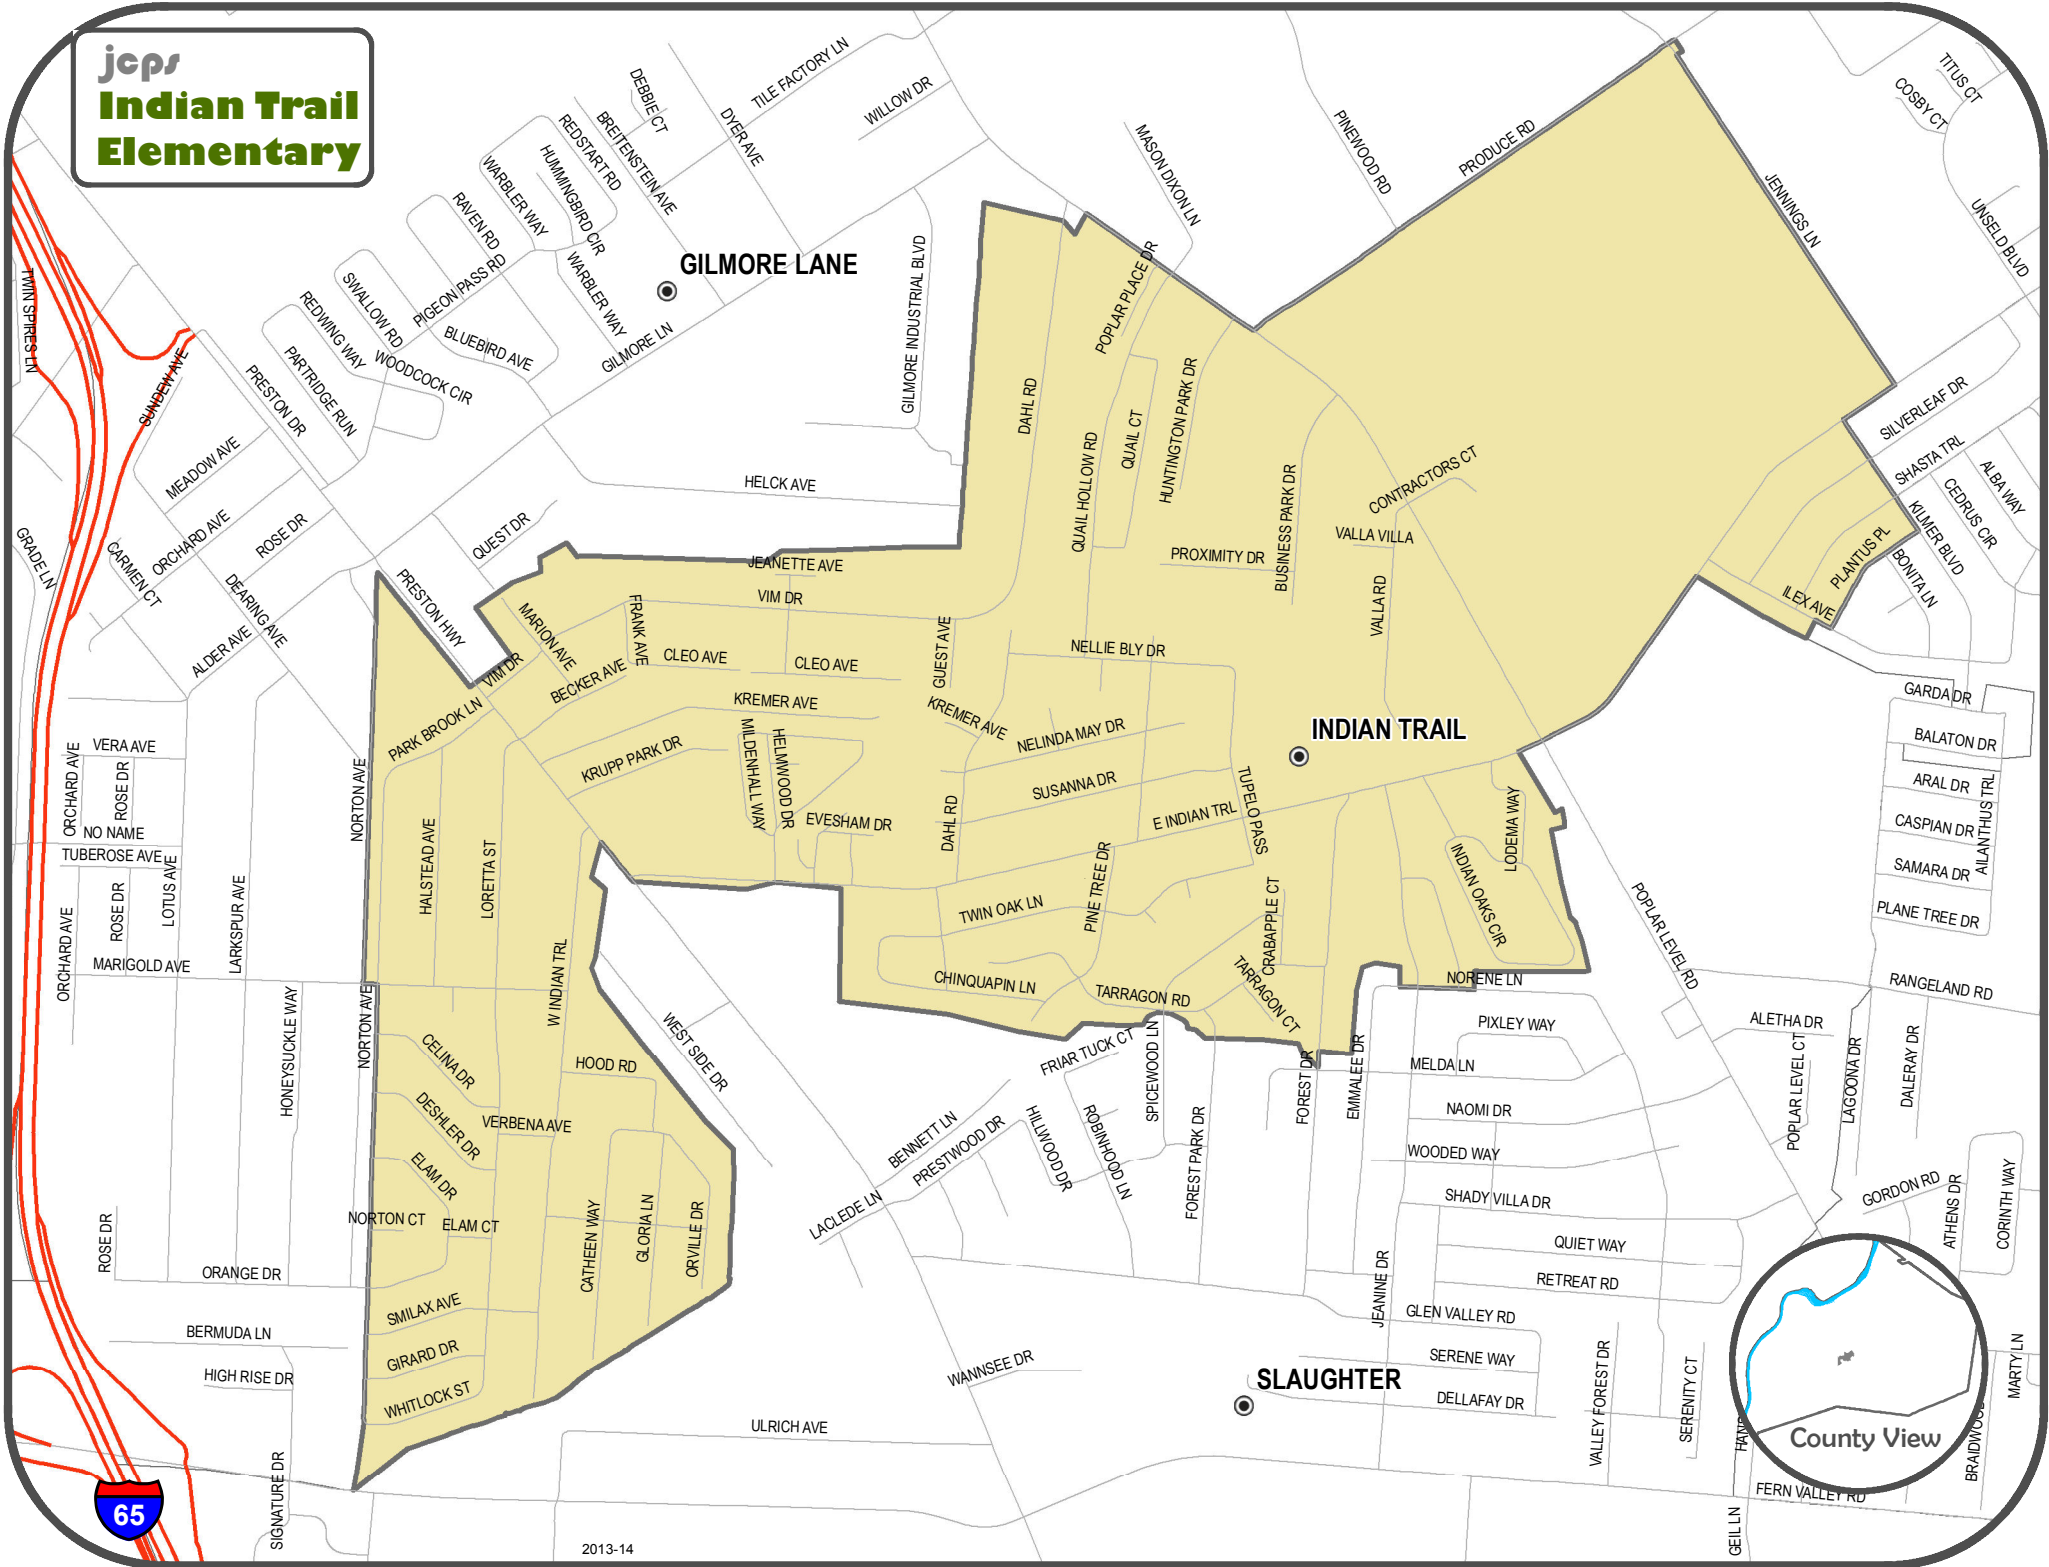 jcps
Indian Trail
Elementary
TILE FACTORY LN
WILLOW DR
DEBBIE CT
DYER AVE
BREITENSTEIN AVE
REDSTART RD
HUMMINGBIRD CIR
WARBLER WAY
RAVEN RD
PIGEON PASS RD
WARBLER WAY
SWALLOW RD
REDWING WAY
BLUEBIRD AVE
WOODCOCK CIR
PARTRIDGE RUN
GILMORE LANE
GILMORE LN
GILMORE INDUSTRIAL BLVD
MASON DIXON LN
PINEWOOD RD
PRODUCE RD
JENNINGS LN
TITUS CT
COSBY CT
UNSELD BLVD
TWIN SPIRES LN
SUNDEW AVE
PRESTON DR
MEADOW AVE
ORCHARD AVE
ROSE DR
CARMEN CT
GRADE LN
DEARING AVE
ALDER AVE
PRESTON HWY
QUEST DR
HELCK AVE
POPLAR PLACE DR
DAHL RD
QUAIL HOLLOW RD
QUAIL CT
HUNTINGTON PARK DR
BUSINESS PARK DR
CONTRACTORS CT
VALLA VILLA
PROXIMITY DR
VALLA RD
SILVERLEAF DR
SHASTA TRL
ALBA WAY
CEDRUS CIR
KILMER BLVD
BONITA LN
PLANTUS PL
ILEX AVE
JEANETTE AVE
VIM DR
FRANK AVE
MARION AVE
VIM DR
BECKER AVE
CLEO AVE
CLEO AVE
GUEST AVE
NELLIE BLY DR
KREMER AVE
KREMER AVE
NELINDA MAY DR
PARK BROOK LN
KRUPP PARK DR
MILDENHALL WAY
HELMWOOD DR
EVESHAM DR
DAHL RD
SUSANNA DR
TUPELO PASS
E INDIAN TRL
INDIAN TRAIL
LODEMA WAY
INDIAN OAKS CIR
GARDA DR
BALATON DR
ARAL DR
AILANTHUS TRL
CASPIAN DR
SAMARA DR
PLANE TREE DR
RANGELAND RD
POPLAR LEVEL RD
VERA AVE
ORCHARD AVE
ROSE DR
NO NAME
TUBEROSE AVE
LOTUS AVE
ROSE DR
ORCHARD AVE
LARKSPUR AVE
MARIGOLD AVE
NORTON AVE
HALSTEAD AVE
LORETTA ST
W INDIAN TRL
TWIN OAK LN
PINE TREE DR
CHINQUAPIN LN
TARRAGON RD
CRABAPPLE CT
TARRAGON CT
NORENE LN
HONEYSUCKLE WAY
NORTON AVE
CELINA DR
HOOD RD
WEST SIDE DR
DESHLER DR
VERBENA AVE
ELAM DR
NORTON CT
ELAM CT
CATHEEN WAY
GLORIA LN
ORVILLE DR
FRIAR TUCK CT
SPICEWOOD LN
FOREST DR
EMMALEE DR
PIXLEY WAY
MELDA LN
NAOMI DR
WOODED WAY
SHADY VILLA DR
QUIET WAY
RETREAT RD
ALETHA DR
POPLAR LEVEL CT
LAGOONA DR
DALERAY DR
BENNETT LN
PRESTWOOD DR
HILLWOOD DR
ROBINHOOD LN
FOREST PARK DR
LACLEDE LN
GORDON RD
ATHENS DR
CORINTH WAY
ROSE DR
ORANGE DR
SMILAX AVE
GIRARD DR
WHITLOCK ST
BERMUDA LN
HIGH RISE DR
SIGNATURE DR
JEANINE DR
GLEN VALLEY RD
SERENE WAY
DELLAFAY DR
WANNSEE DR
SLAUGHTER
ULRICH AVE
VALLEY FOREST DR
SERENITY CT
MARTY LN
County View
FERN VALLEY RD
GEIL LN
65
2013-14